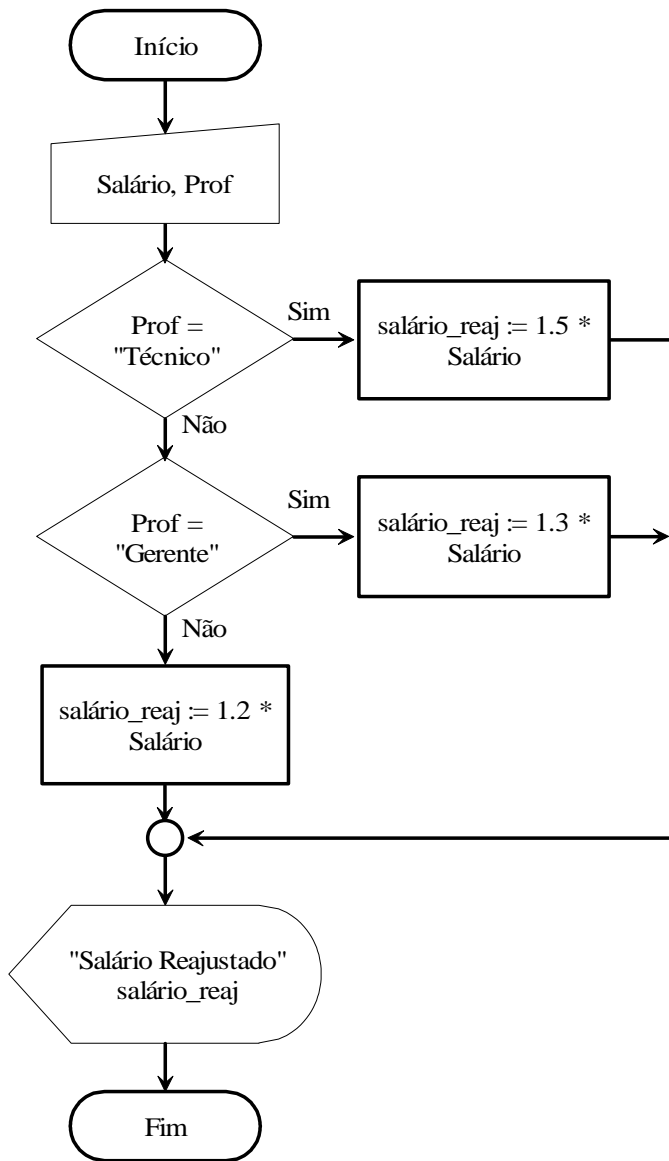 Início
Salário, Prof
Prof =
"Técnico"
Sim
salário_reaj := 1.5 *
Salário
Não
Prof =
"Gerente"
Sim
salário_reaj := 1.3 *
Salário
Não
salário_reaj := 1.2 *
Salário
"Salário Reajustado"
salário_reaj
Fim